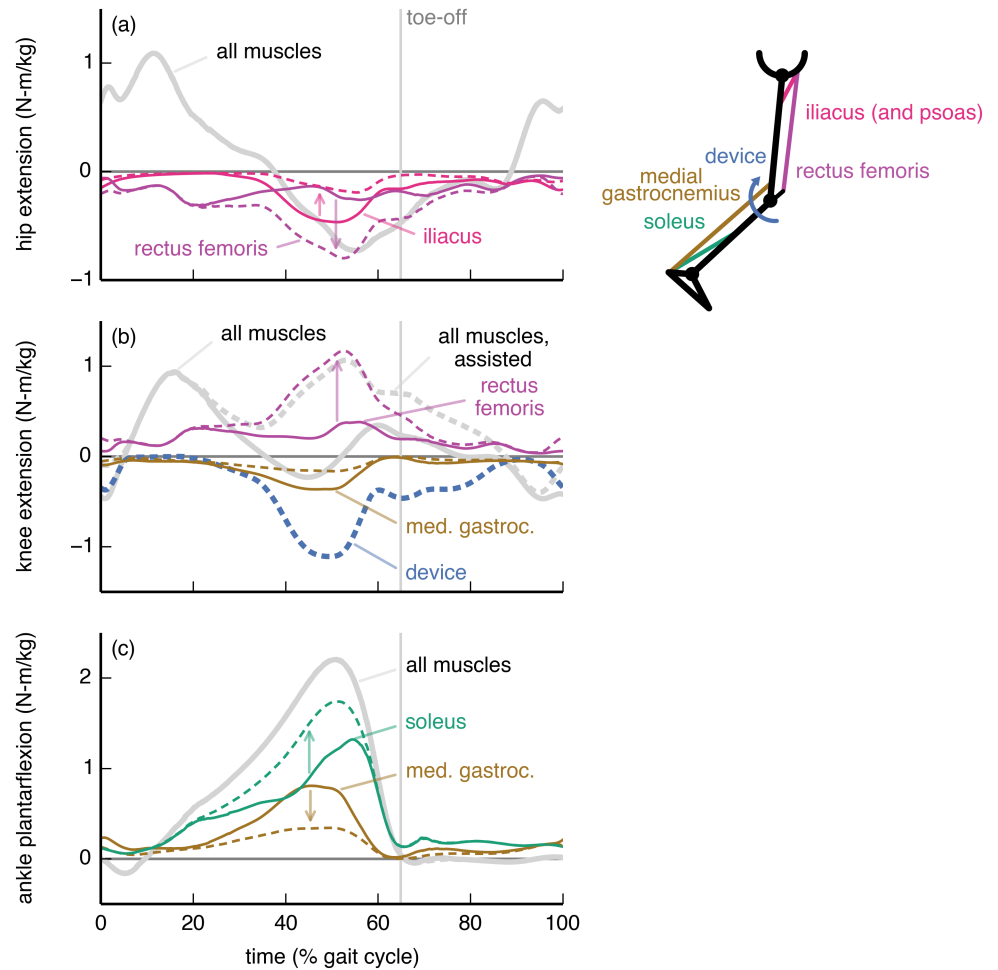 (a)
toe-off
all muscles
hip extension (N-m/kg)
1
0
−1
rectus femoris
iliacus
iliacus (and psoas)
device
rectus femoris
medial
gastrocnemius
soleus
(b)
all muscles
all muscles,
assisted
rectus
femoris
knee extension (N-m/kg)
1
0
−1
med. gastroc.
device
(c)
all muscles
soleus
med. gastroc.
ankle plantarflexion (N-m/kg)
2
1
0
0 20 40 60 80 100
time (% gait cycle)